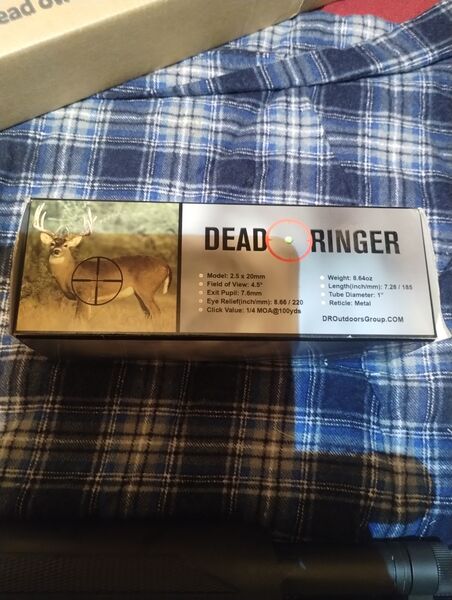 ead ow
DEAD RINGER
Model: 2.5 x 20mm
Field of View: 4.5°
Exit Pupil: 7.6mm
Eye Relief(inch/mm): 8.66 / 220
Click Value: 1/4 MOA@100yds
Weight: 8.64oz
Length(inch/mm): 7.28 / 185
Tube Diameter: 1"
Reticle: Metal
DROutdoorsGroup.COM